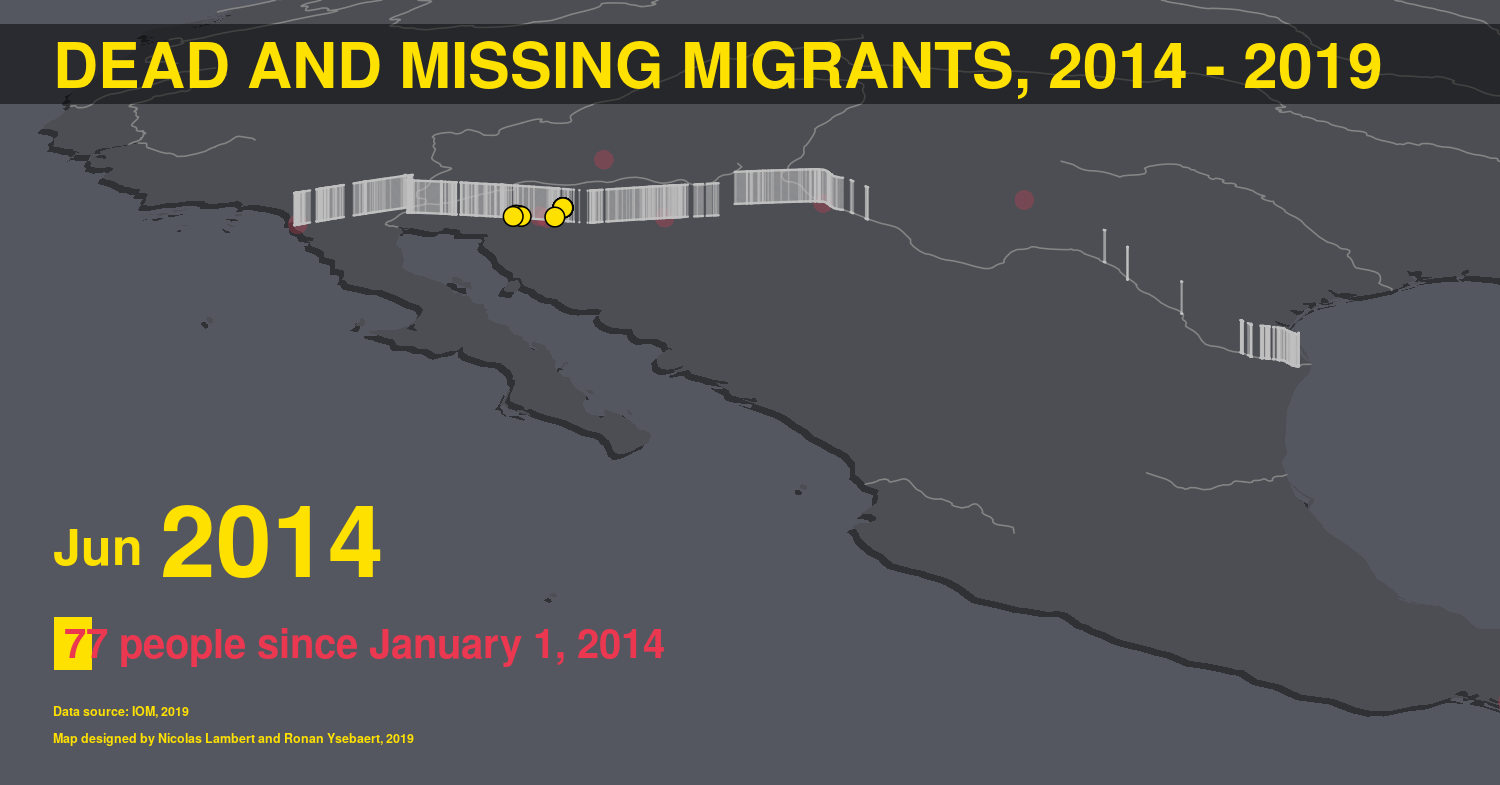 DEAD AND MISSING MIGRANTS, 2014 - 2019
Jun 2014
77 people since January 1, 2014
Data source: IOM, 2019
Map designed by Nicolas Lambert and Ronan Ysebaert, 2019